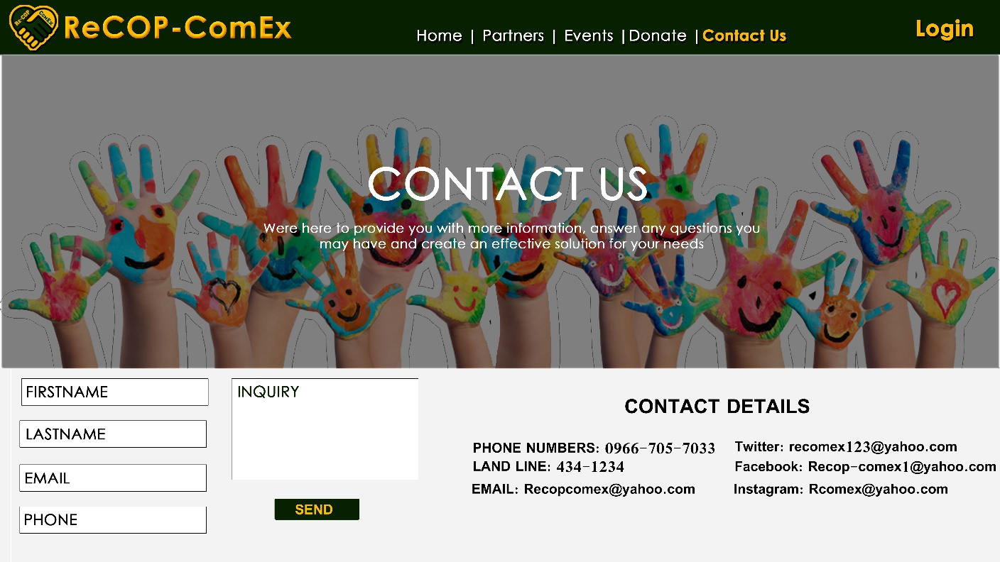 Re-COP ComEx
ReCOP-ComEx
Home | Partners | Events |Donate |Contact Us
Login
CONTACT US
Were here to provide you with more information, answer any questions you
may have and create an effective solution for your needs
FIRSTNAME
LASTNAME
EMAIL
PHONE
INQUIRY
SEND
CONTACT DETAILS
PHONE NUMBERS: 0966-705-7033
LAND LINE: 434-1234
EMAIL: Recopcomex@yahoo.com
Twitter: recomex123@yahoo.com
Facebook: Recop-comex1@yahoo.com
Instagram: Rcomex@yahoo.com